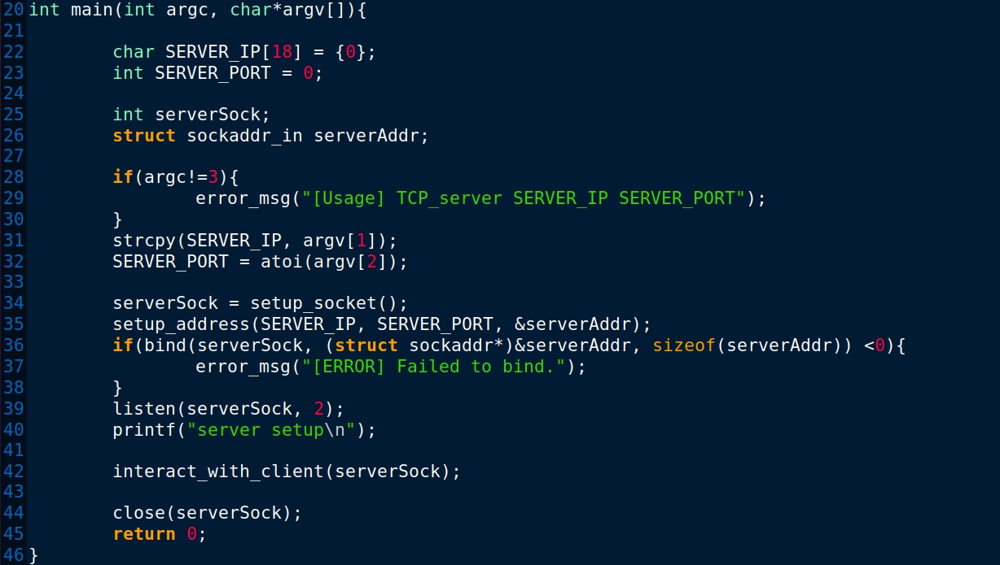 20 int main(int argc, char*argv[]){
21
22         char SERVER_IP[18] = {0};
23         int SERVER_PORT = 0;
24
25         int serverSock;
26         struct sockaddr_in serverAddr;
27
28         if(argc!=3){
29                 error_msg("[Usage] TCP_server SERVER_IP SERVER_PORT");
30         }
31         strcpy(SERVER_IP, argv[1]);
32         SERVER_PORT = atoi(argv[2]);
33
34         serverSock = setup_socket();
35         setup_address(SERVER_IP, SERVER_PORT, &serverAddr);
36         if(bind(serverSock, (struct sockaddr*)&serverAddr, sizeof(serverAddr)) <0){
37                 error_msg("[ERROR] Failed to bind.");
38         }
39         listen(serverSock, 2);
40         printf("server setup\n");
41
42         interact_with_client(serverSock);
43
44         close(serverSock);
45         return 0;
46 }